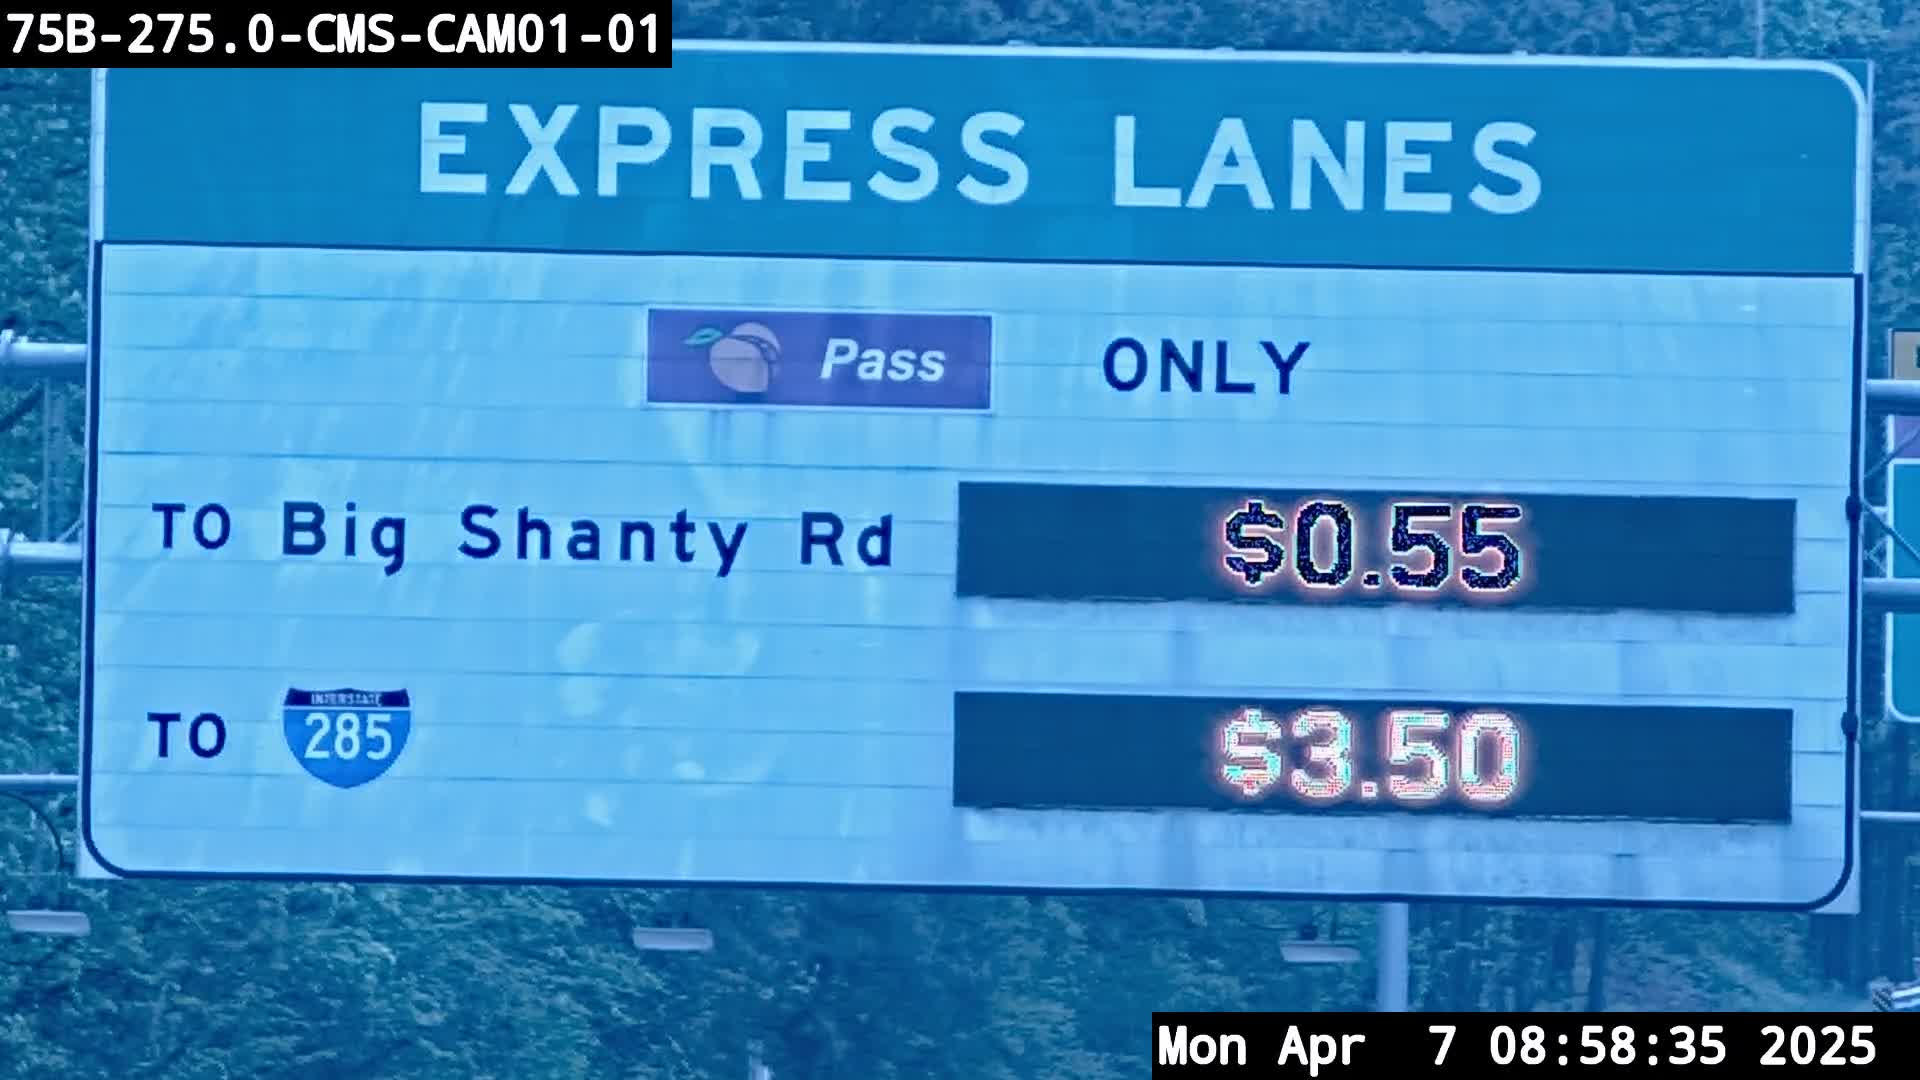 75B-275.0-CMS-CAM01-01
EXPRESS LANES
Pass ONLY
TO Big Shanty Rd $0.55
TO INTERSTATE 285 $3.50
Mon Apr 7 08:58:35 2025